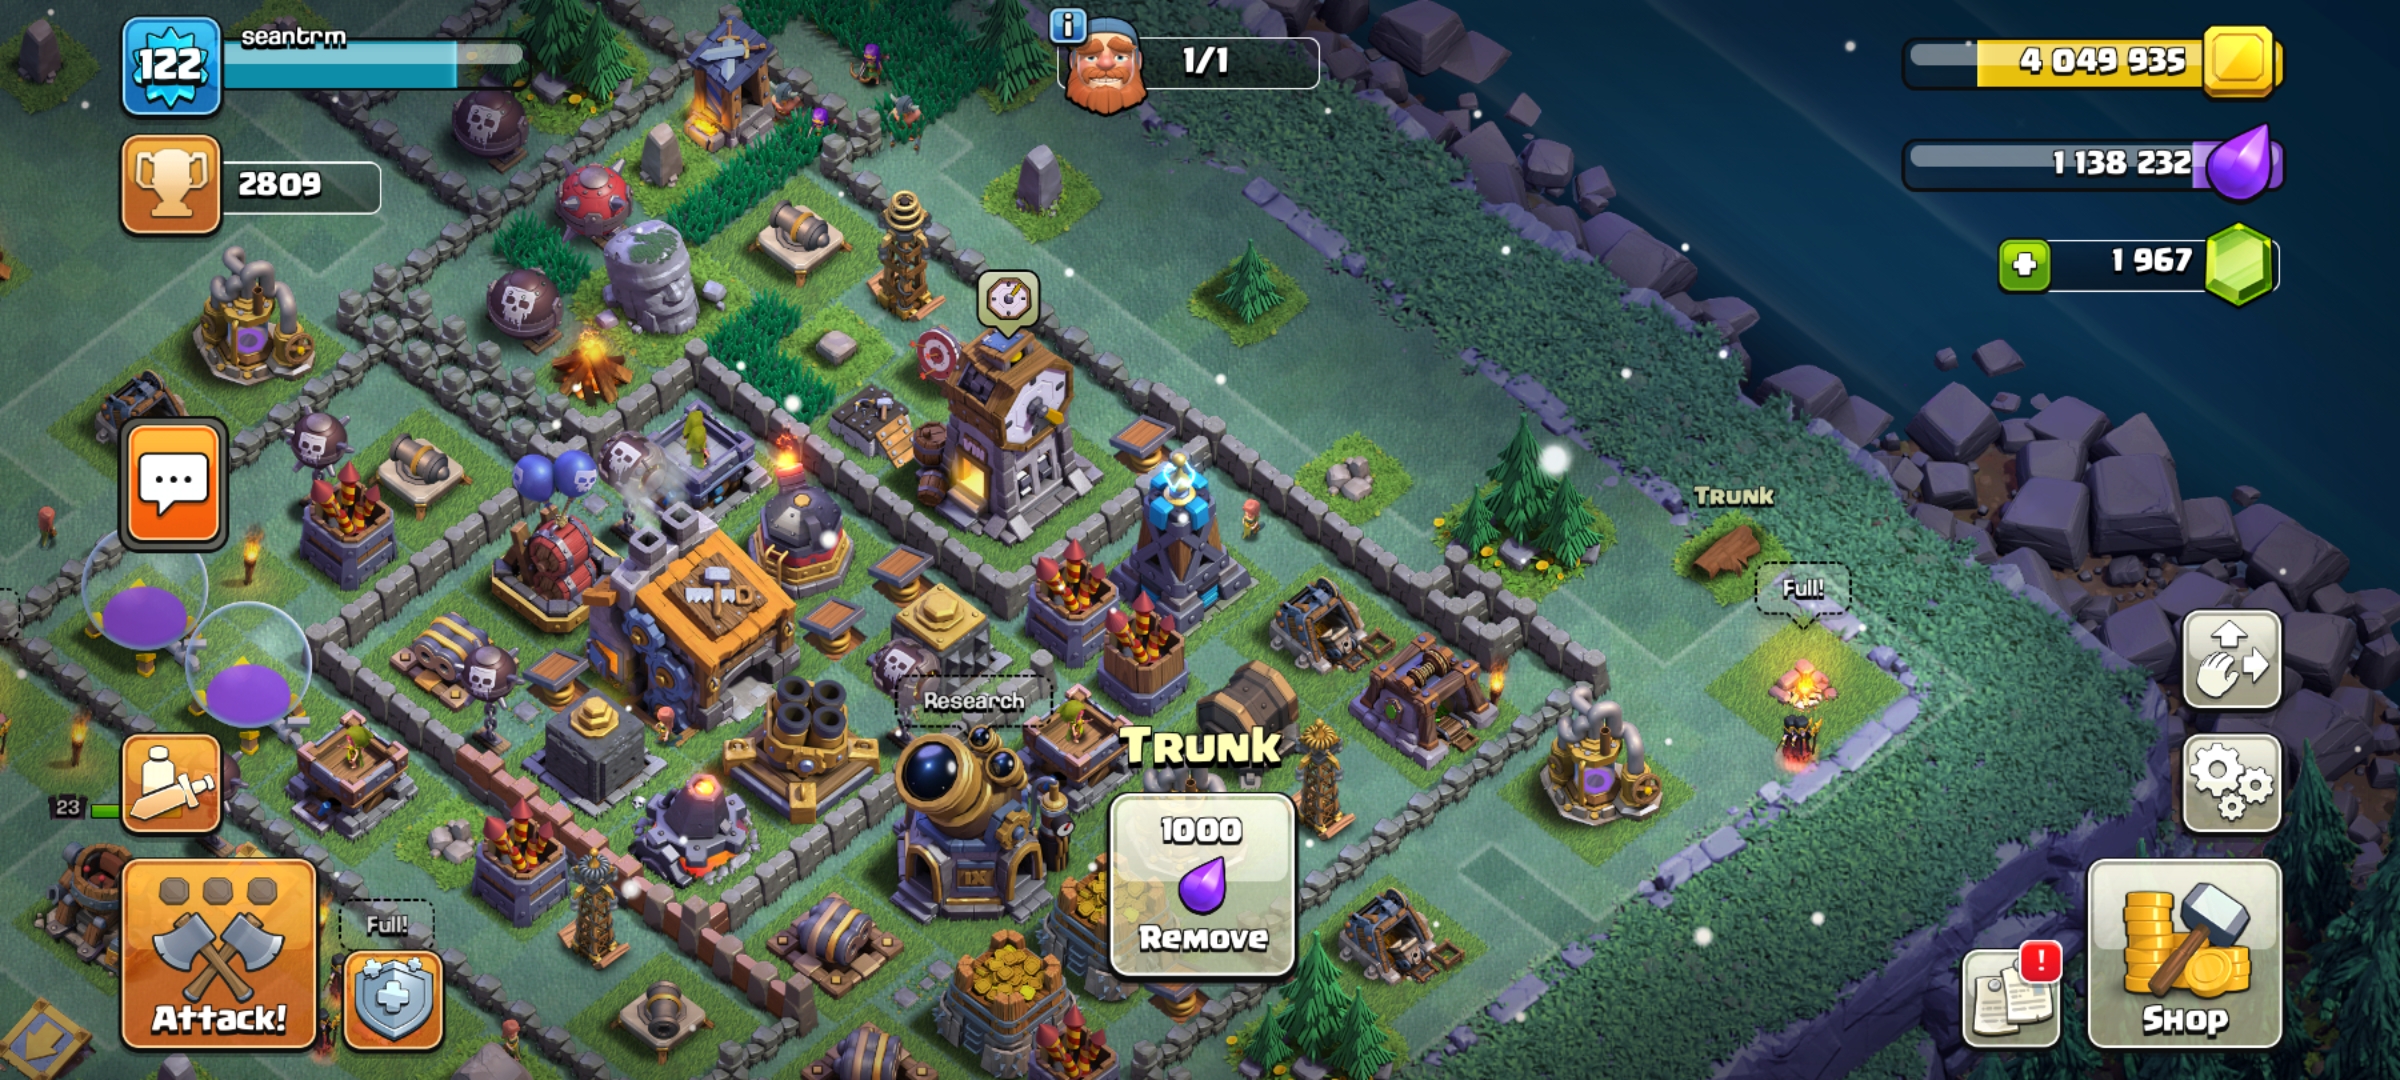 122
seantrm
1/1
4 049 935
2809
1 138 232
1 967
Trunk
Full!
Research
Trunk
23
1000
Remove
Full!
Attack!
!
Shop